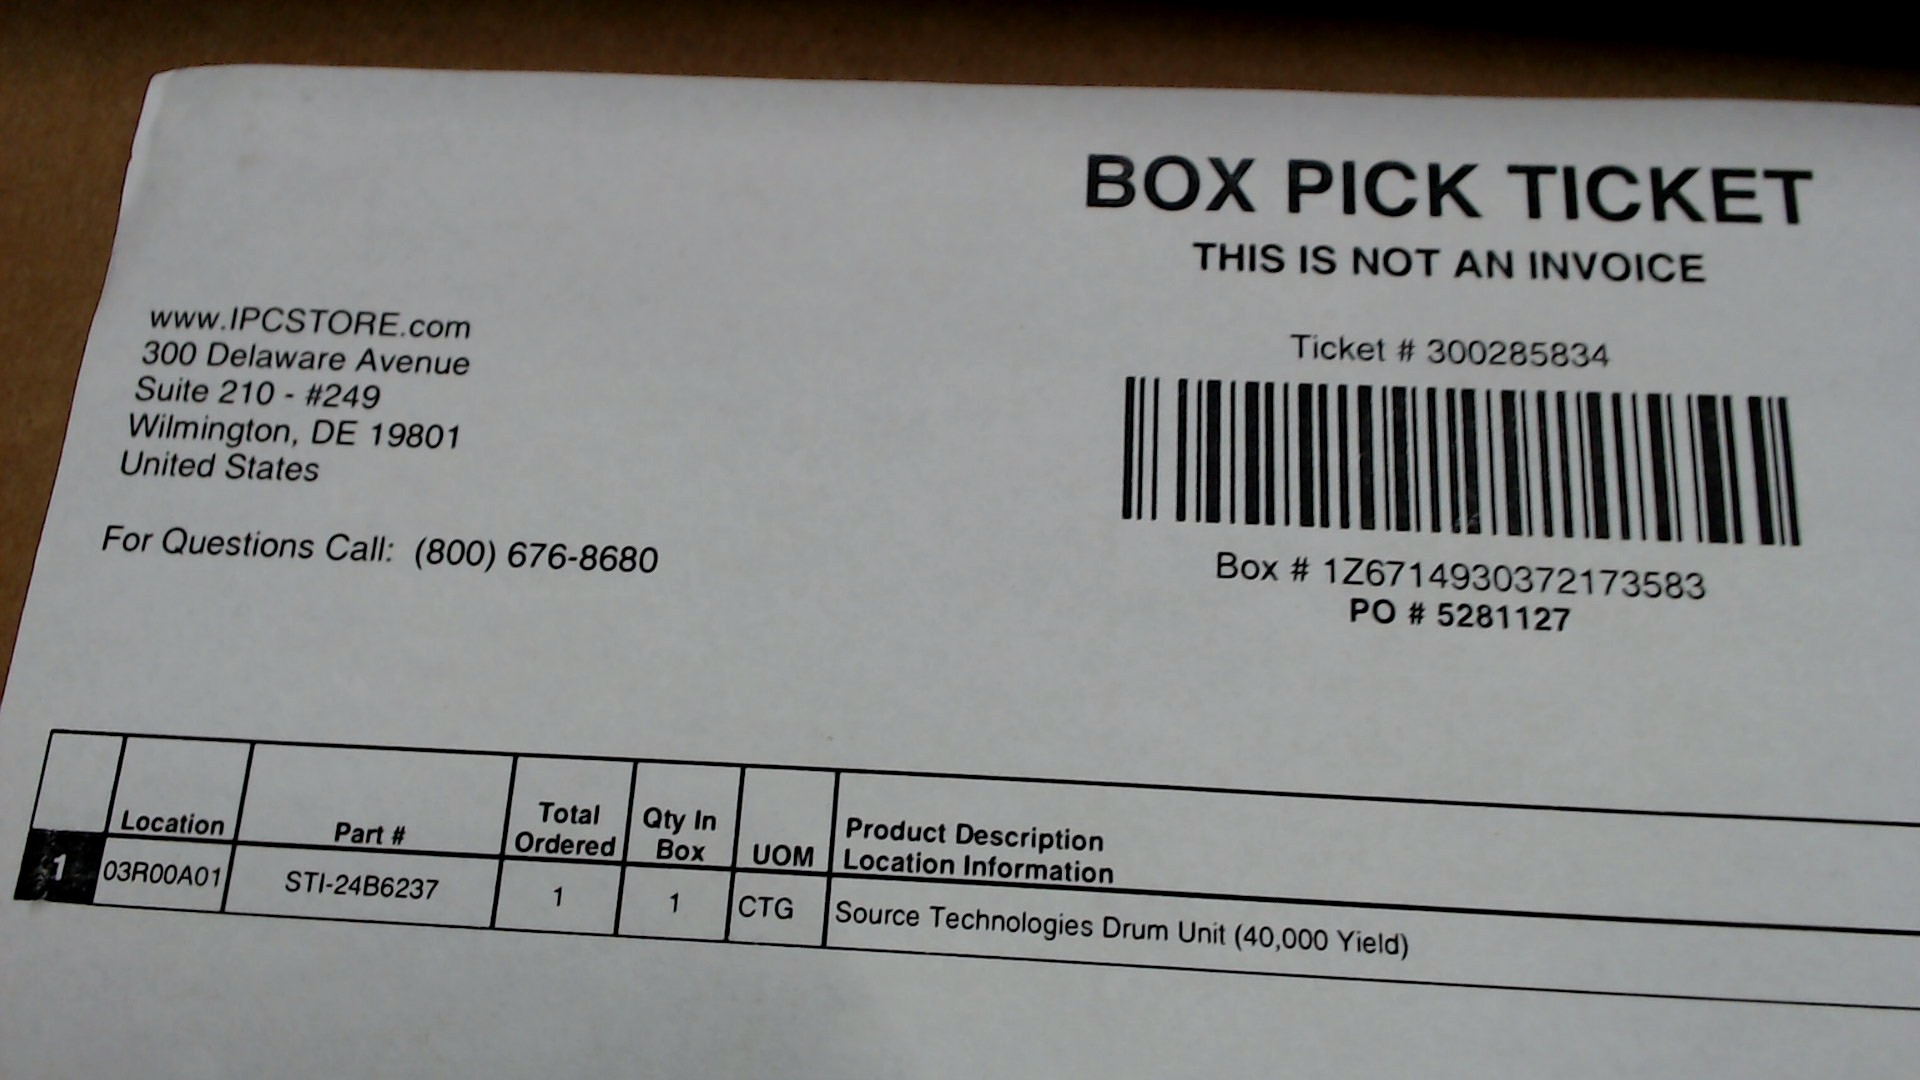 BOX PICK TICKET
THIS IS NOT AN INVOICE
www.IPCSTORE.com
300 Delaware Avenue
Suite 210 - #249
Wilmington, DE 19801
United States
For Questions Call: (800) 676-8680
Ticket # 300285834
Box # 1Z6714930372173583
PO # 5281127
Location Part # Total Ordered Qty In Box UOM Product Description Location Information
1 03R00A01 STI-24B6237 1 1 CTG Source Technologies Drum Unit (40,000 Yield)